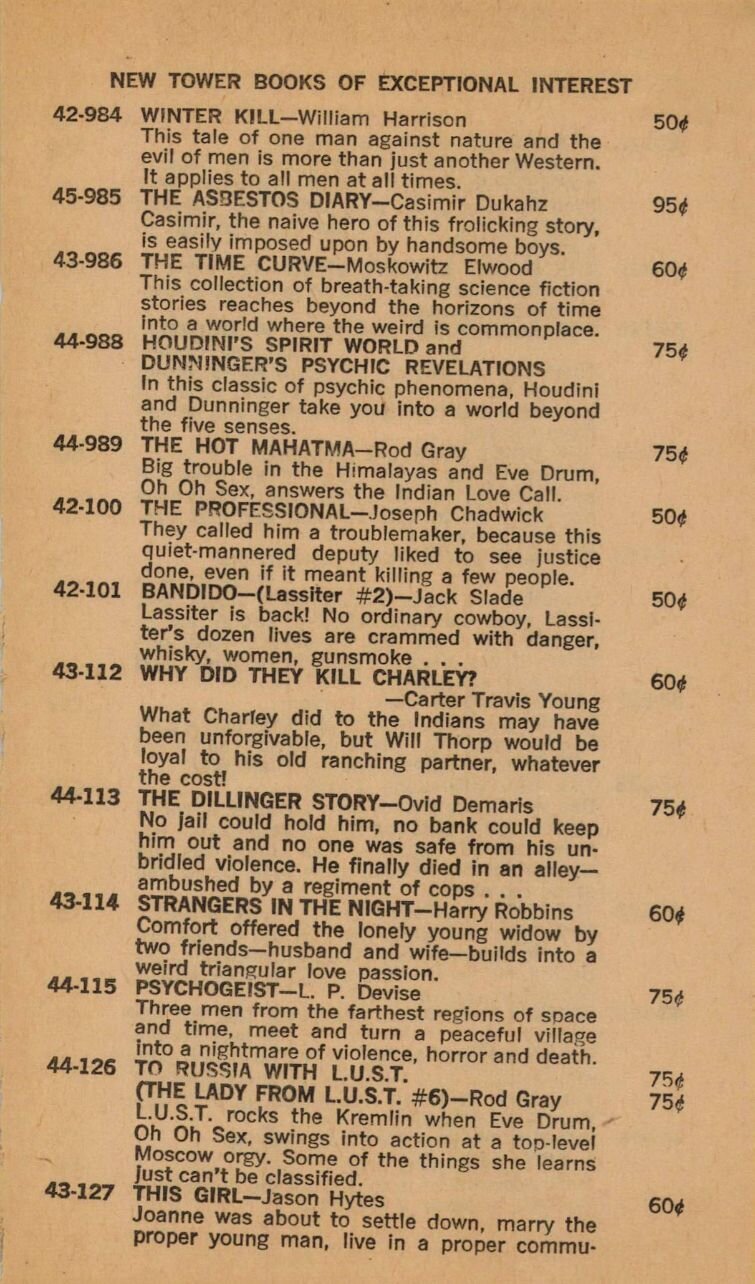 NEW TOWER BOOKS OF EXCEPTIONAL INTEREST
42-984 WINTER KILL—William Harrison 50¢
This tale of one man against nature and the
evil of men is more than just another Western.
It applies to all men at all times.
45-985 THE ASBESTOS DIARY—Casimir Dukahz 95¢
Casimir, the naive hero of this frolicking story,
is easily imposed upon by handsome boys.
43-986 THE TIME CURVE—Moskowitz Elwood 60¢
This collection of breath-taking science fiction
stories reaches beyond the horizons of time
into a world where the weird is commonplace.
44-988 HOUDINI'S SPIRIT WORLD and 75¢
DUNNINGER'S PSYCHIC REVELATIONS
In this classic of psychic phenomena, Houdini
and Dunninger take you into a world beyond
the five senses.
44-989 THE HOT MAHATMA—Rod Gray 75¢
Big trouble in the Himalayas and Eve Drum,
Oh Oh Sex, answers the Indian Love Call.
42-100 THE PROFESSIONAL—Joseph Chadwick 50¢
They called him a troublemaker, because this
quiet-mannered deputy liked to see justice
done, even if it meant killing a few people.
42-101 BANDIDO—(Lassiter #2)—Jack Slade 50¢
Lassiter is back! No ordinary cowboy, Lassi-
ter's dozen lives are crammed with danger,
whisky, women, gunsmoke . . .
43-112 WHY DID THEY KILL CHARLEY? 60¢
—Carter Travis Young
What Charley did to the Indians may have
been unforgivable, but Will Thorp would be
loyal to his old ranching partner, whatever
the cost!
44-113 THE DILLINGER STORY—Ovid Demaris 75¢
No jail could hold him, no bank could keep
him out and no one was safe from his un-
bridled violence. He finally died in an alley—
ambushed by a regiment of cops . . .
43-114 STRANGERS IN THE NIGHT—Harry Robbins 60¢
Comfort offered the lonely young widow by
two friends—husband and wife—builds into a
weird triangular love passion.
44-115 PSYCHOGEIST—L. P. Devise 75¢
Three men from the farthest regions of space
and time, meet and turn a peaceful village
into a nightmare of violence, horror and death.
44-126 TO RUSSIA WITH L.U.S.T. 75¢
(THE LADY FROM L.U.S.T. #6)—Rod Gray 75¢
L.U.S.T. rocks the Kremlin when Eve Drum,
Oh Oh Sex, swings into action at a top-level
Moscow orgy. Some of the things she learns
just can't be classified.
43-127 THIS GIRL—Jason Hytes 60¢
Joanne was about to settle down, marry the
proper young man, live in a proper commu-